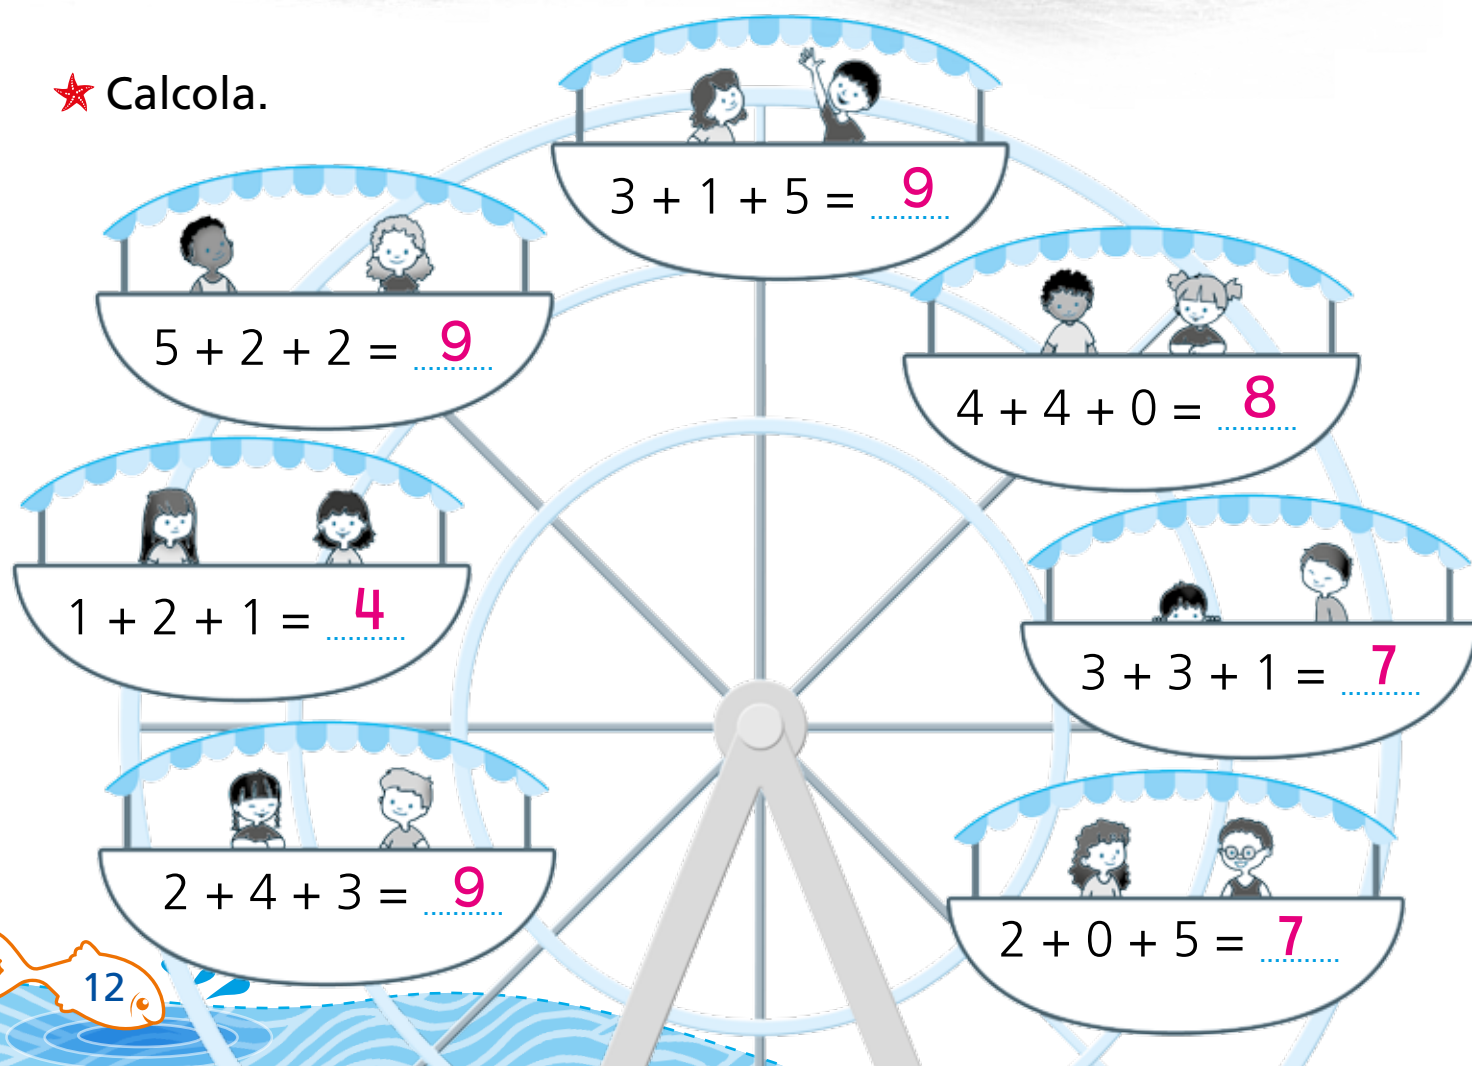 Calcola.
3 + 1 + 5 = 9
5 + 2 + 2 = 9
4 + 4 + 0 = 8
1 + 2 + 1 = 4
3 + 3 + 1 = 7
2 + 4 + 3 = 9
2 + 0 + 5 = 7
12